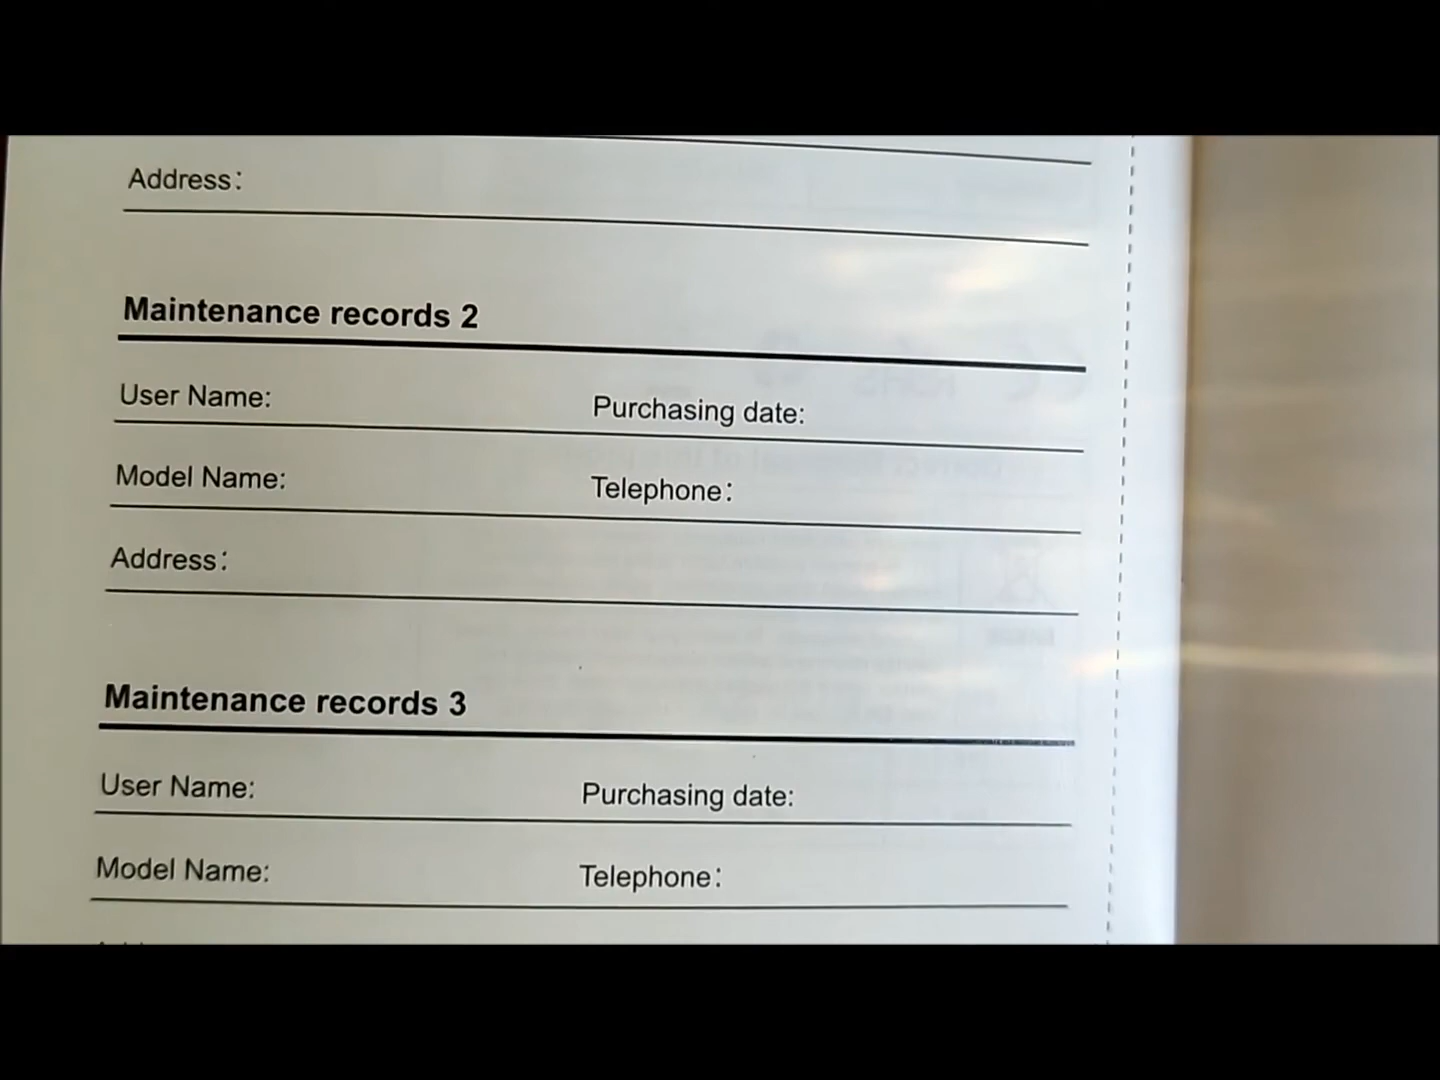 Address:
Maintenance records 2
User Name: Purchasing date:
Model Name: Telephone:
Address:
Maintenance records 3
User Name: Purchasing date:
Model Name: Telephone: